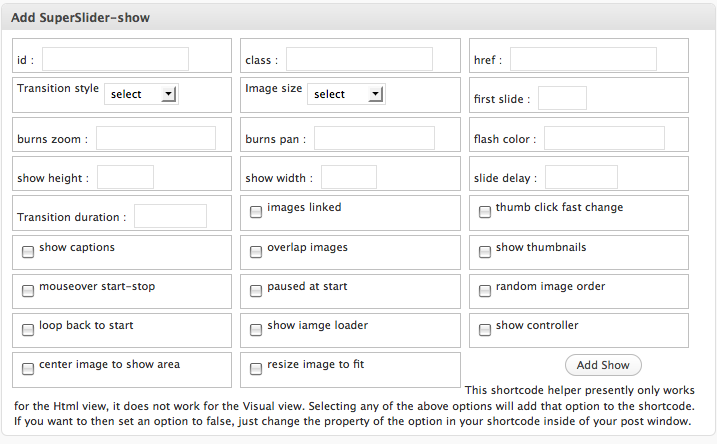 Add SuperSlider-show
id : class : href :
Transition style select Image size select first slide :
burns zoom : burns pan : flash color :
show height : show width : slide delay :
Transition duration : images linked thumb click fast change
show captions overlap images show thumbnails
mouseover start-stop paused at start random image order
loop back to start show iamge loader show controller
center image to show area resize image to fit Add Show
This shortcode helper presently only works
for the Html view, it does not work for the Visual view. Selecting any of the above options will add that option to the shortcode.
If you want to then set an option to false, just change the property of the option in your shortcode inside of your post window.